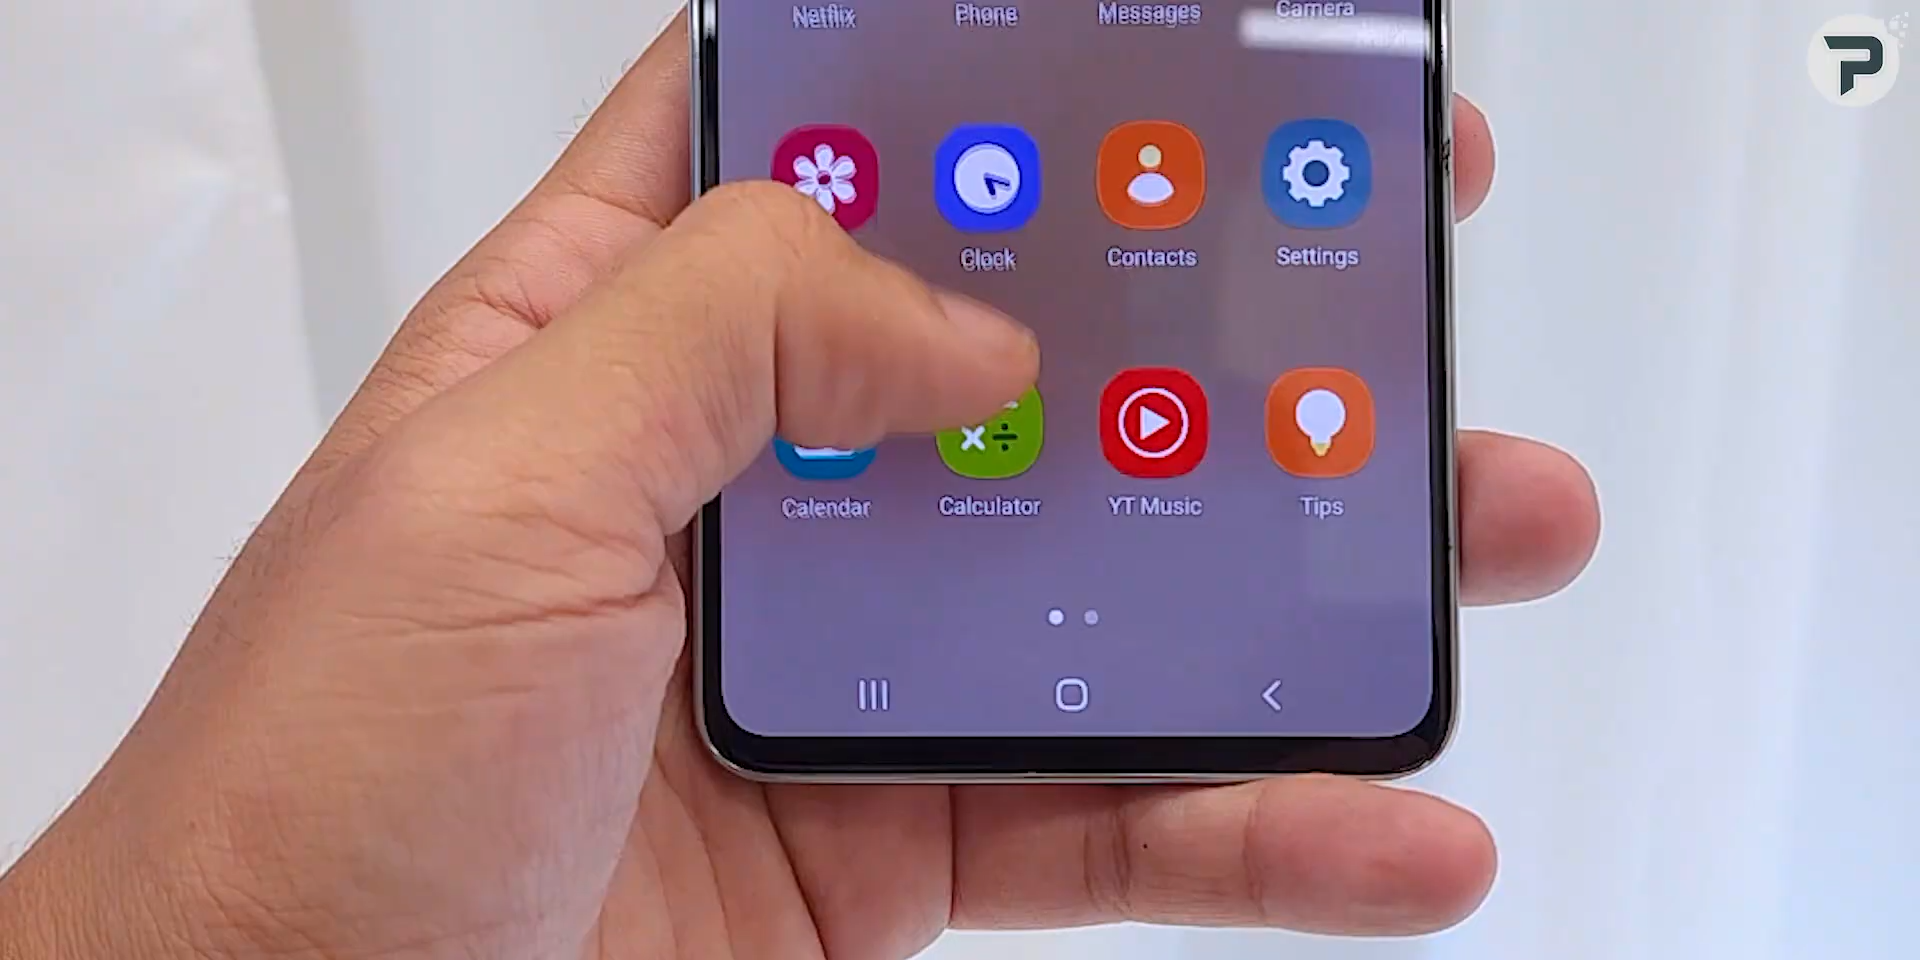 Netflix Phone Messages Camera
Clock Contacts Settings
Calendar Calculator YT Music Tips
P